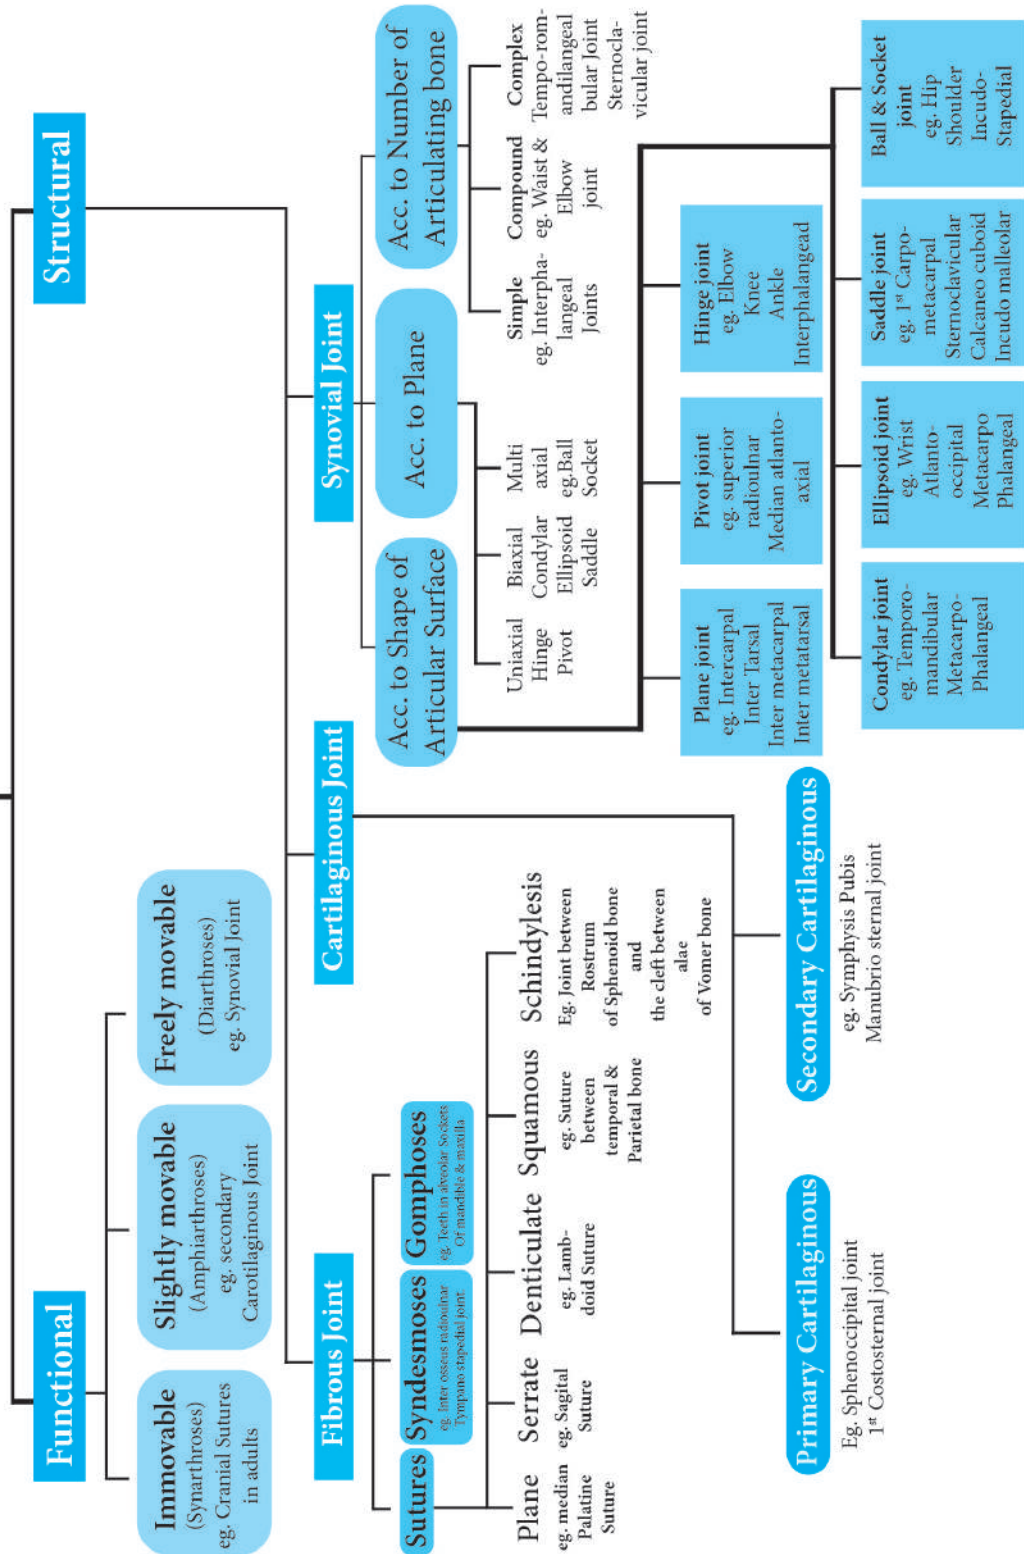 Functional
Structural
Immovable
(Synarthroses)
eg. Cranial Sutures
in adults
Slightly movable
(Amphiarthroses)
eg. secondary
Carotilaginous Joint
Freely movable
(Diarthroses)
eg. Synovial Joint
Fibrous Joint
Cartilaginous Joint
Synovial Joint
Sutures
Syndesmoses
eg. Inter osseus radioulnar
Tympano stapedial joint.
Gomphoses
eg. Teeth in alveolar Sockets
Of mandible & maxilla
Plane
eg. median
Palatine
Suture
Serrate
eg. Sagital
Suture
Denticulate
eg. Lamb-
doid Suture
Squamous
eg. Suture
between
temporal &
Parietal bone
Schindylesis
Eg. Joint between
Rostrum
of Sphenoid bone
and
the cleft between
alae
of Vomer bone
Primary Cartilaginous
Eg. Sphenoccipital joint
1st Costosternal joint
Secondary Cartilaginous
eg. Symphysis Pubis
Manubrio sternal joint
Acc. to Shape of
Articular Surface
Acc. to Plane
Acc. to Number of
Articulating bone
Uniaxial
Hinge
Pivot
Biaxial
Condylar
Ellipsoid
Saddle
Multi
axial
eg.Ball
Socket
Simple
eg. Interpha-
langeal
Joints
Compound
eg. Waist &
Elbow
joint
Complex
Tempo-rom-
andilangeal
bular Joint
Sternocla-
vicular joint
Plane joint
eg. Intercarpal
Inter Tarsal
Inter metacarpal
Inter metatarsal
Pivot joint
eg. superior
radioulnar
Median atlanto-
axial
Hinge joint
eg. Elbow
Knee
Ankle
Interphalangead
Condylar joint
eg. Temporo-
mandibular
Metacarpo-
Phalangeal
Ellipsoid joint
eg. Wrist
Atlanto-
occipital
Metacarpo
Phalangeal
Saddle joint
eg. 1st Carpo-
metacarpal
Sternoclavicular
Calcaneo cuboid
Incudo malleolar
Ball & Socket
joint
eg. Hip
Shoulder
Incudo-
Stapedial